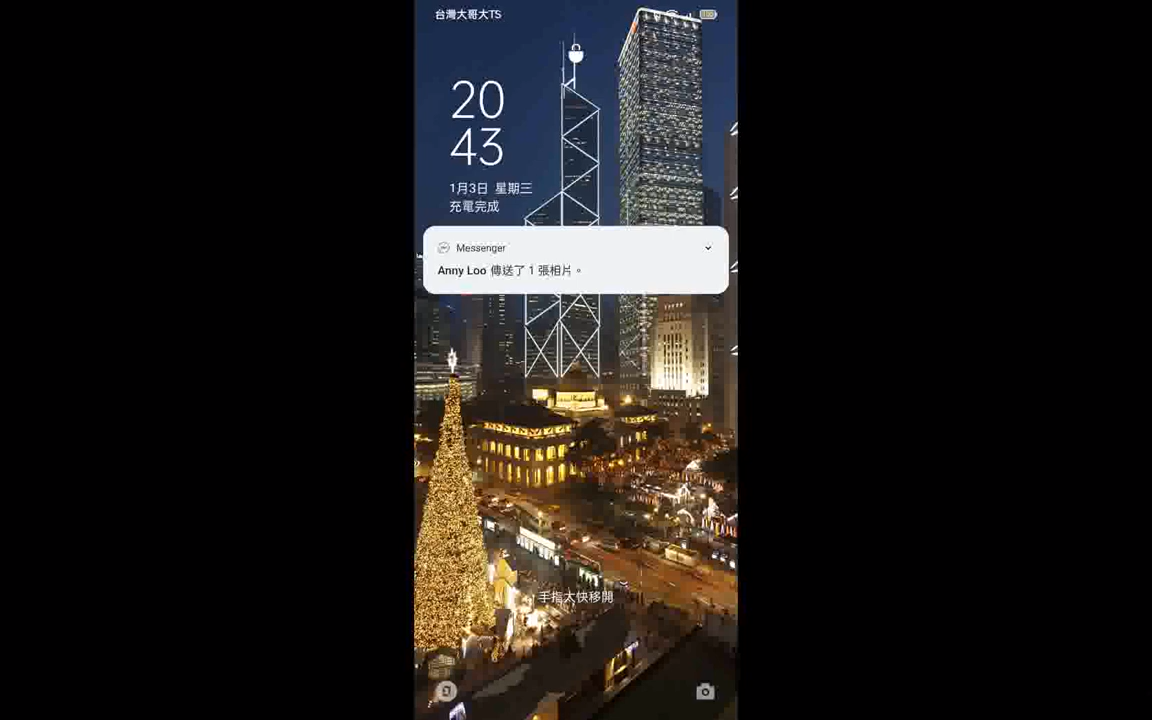 台灣大哥大TS
20
43
1月3日 星期三
充電完成
Messenger
Anny Loo 傳送了 1 張相片。
手指太快移開